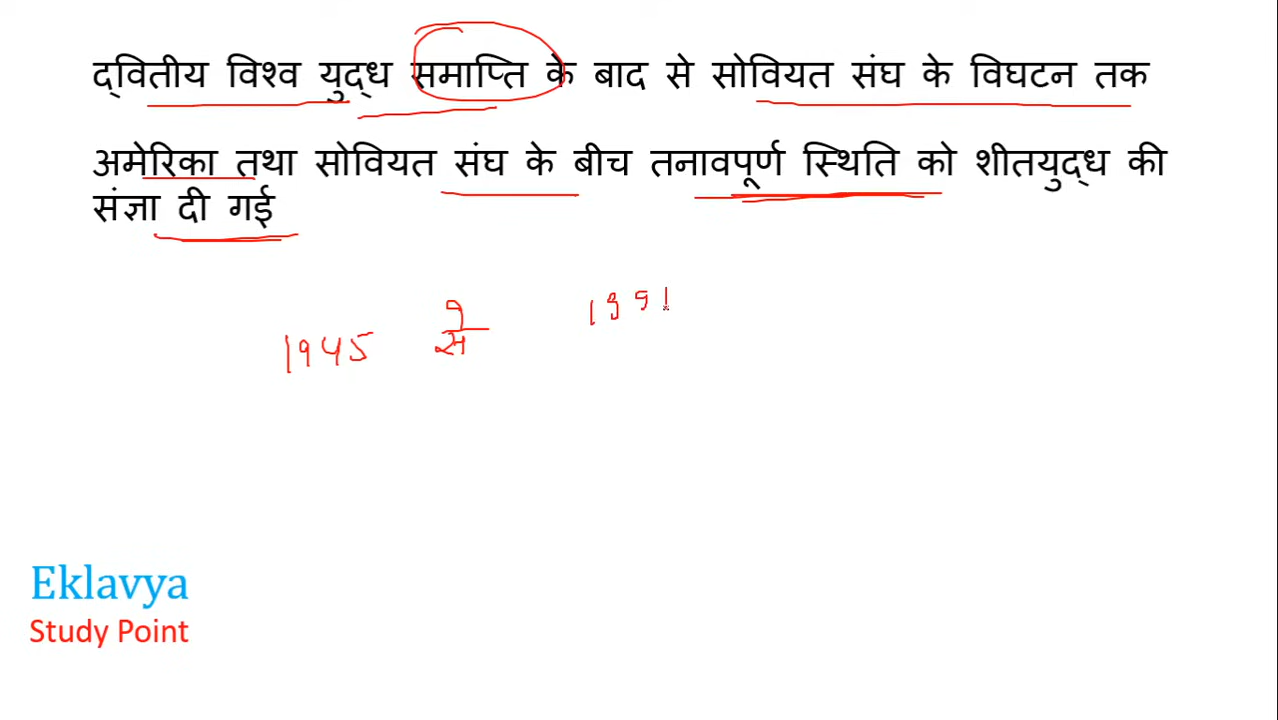 द्वितीय विश्व युद्ध समाप्ति के बाद से सोवियत संघ के विघटन तक
अमेरिका तथा सोवियत संघ के बीच तनावपूर्ण स्थिति को शीतयुद्ध की
संज्ञा दी गई
1945 से 1991
Eklavya
Study Point